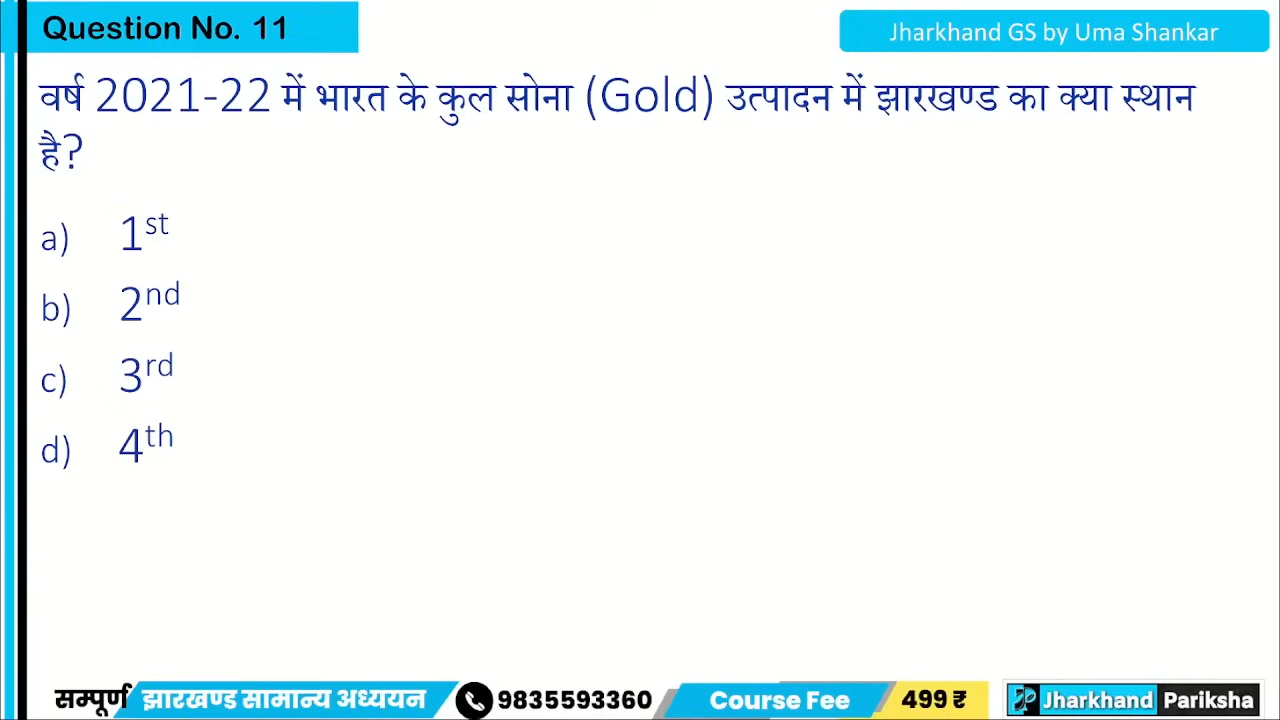 Question No. 11
Jharkhand GS by Uma Shankar
वर्ष 2021-22 में भारत के कुल सोना (Gold) उत्पादन में झारखण्ड का क्या स्थान
है?
a) 1st
b) 2nd
c) 3rd
d) 4th
सम्पूर्ण झारखण्ड सामान्य अध्ययन 9835593360 Course Fee 499 ₹ JP Jharkhand Pariksha